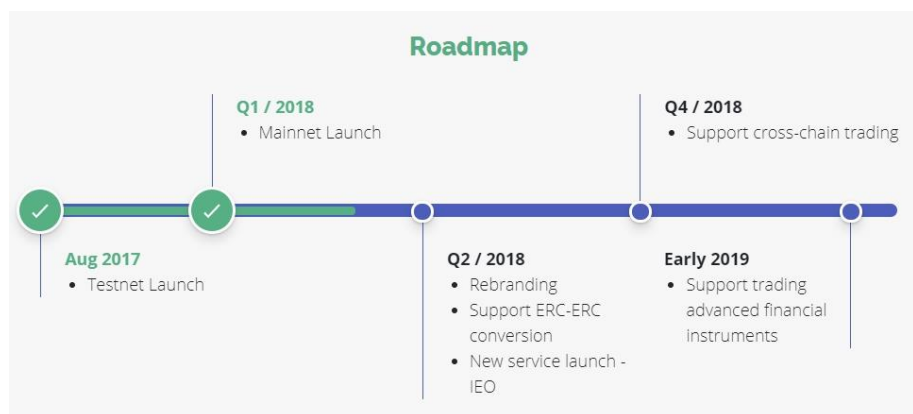 Roadmap
Q1 / 2018
• Mainnet Launch
Q4 / 2018
• Support cross-chain trading
Aug 2017
• Testnet Launch
Q2 / 2018
• Rebranding
• Support ERC-ERC
conversion
• New service launch -
IEO
Early 2019
• Support trading
advanced financial
instruments